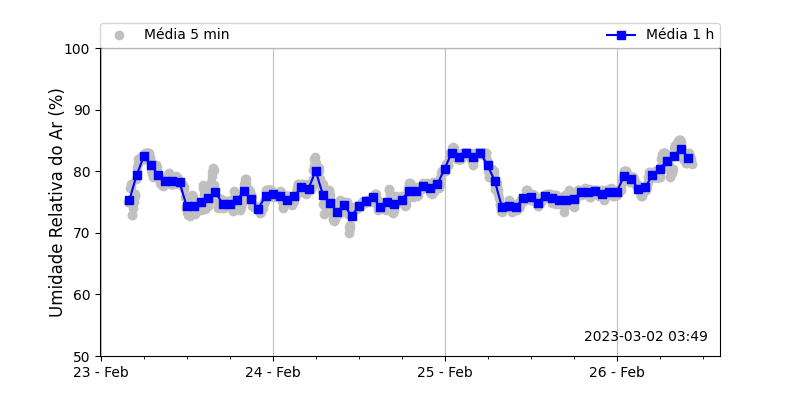 Média 5 min
Média 1 h
Umidade Relativa do Ar (%)
100
90
80
70
60
50
2023-03-02 03:49
23 - Feb
24 - Feb
25 - Feb
26 - Feb